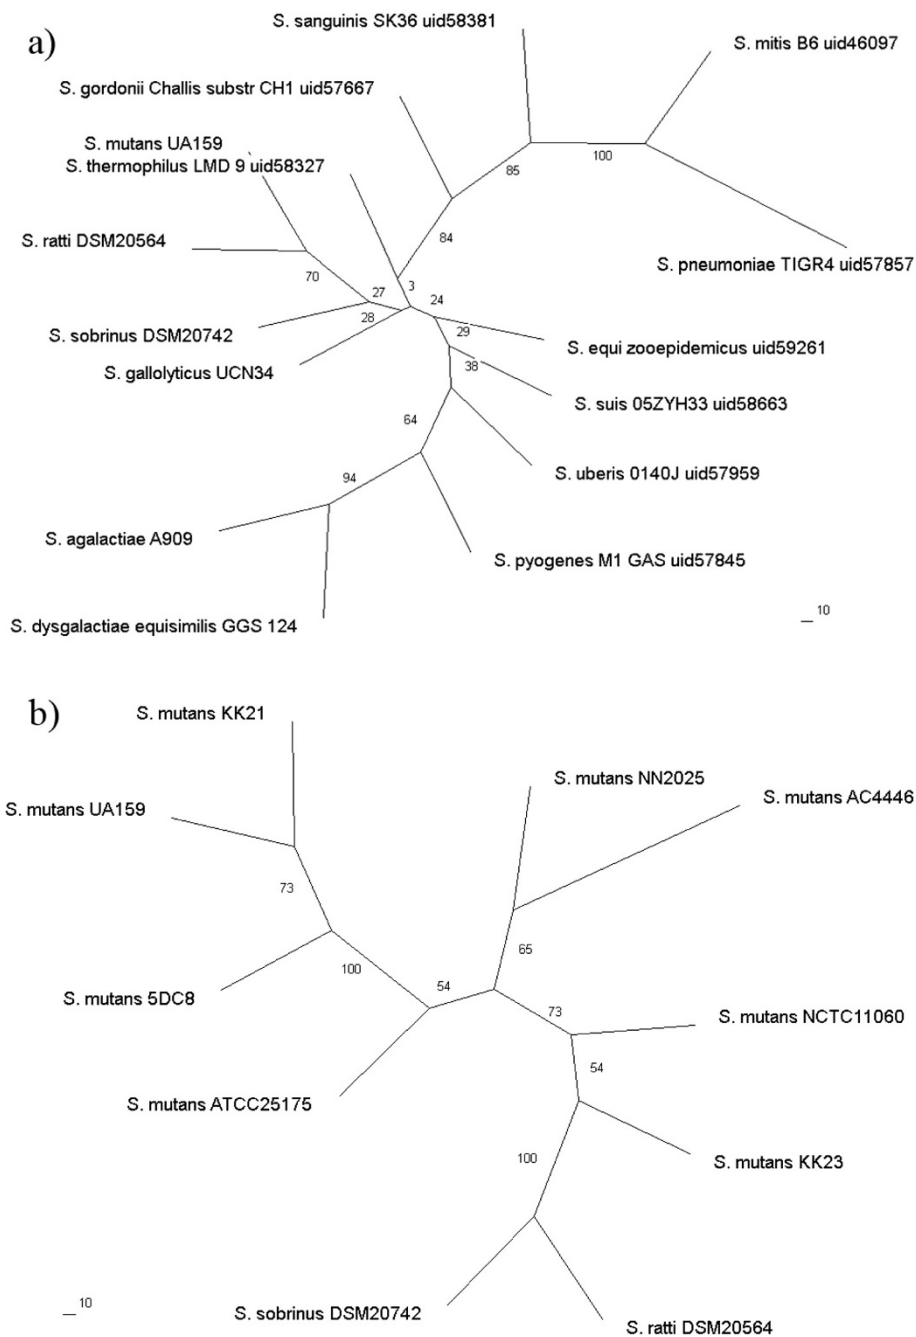 a)
S. sanguinis SK36 uid58381
S. mitis B6 uid46097
S. gordonii Challis substr CH1 uid57667
S. mutans UA159
S. thermophilus LMD 9 uid58327
100
85
84
S. ratti DSM20564
S. pneumoniae TIGR4 uid57857
70
27
3
24
28
29
S. sobrinus DSM20742
S. equi zooepidemicus uid59261
38
S. gallolyticus UCN34
S. suis 05ZYH33 uid58663
64
S. uberis 0140J uid57959
94
S. agalactiae A909
S. pyogenes M1 GAS uid57845
10
S. dysgalactiae equisimilis GGS 124
b)
S. mutans KK21
S. mutans NN2025
S. mutans AC4446
S. mutans UA159
73
65
100
54
S. mutans 5DC8
73
S. mutans NCTC11060
54
S. mutans ATCC25175
100
S. mutans KK23
10
S. sobrinus DSM20742
S. ratti DSM20564